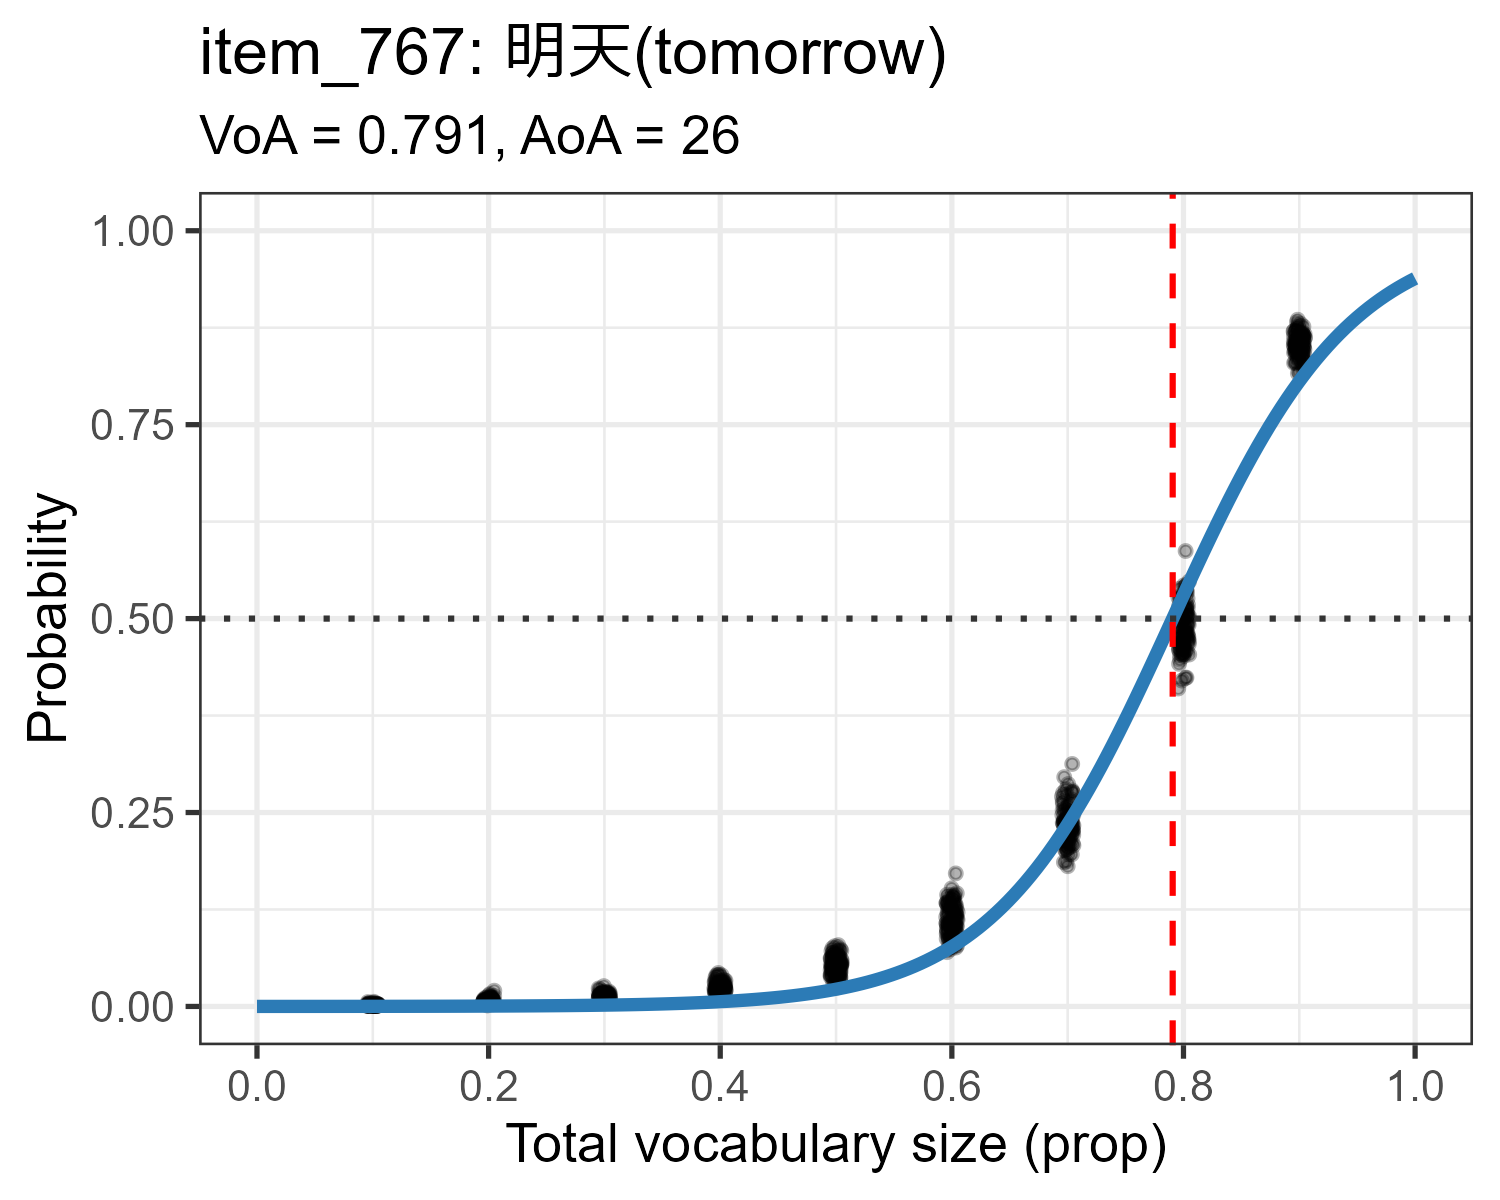 item_767: 明天(tomorrow)
VoA = 0.791, AoA = 26
1.00
0.75
0.50
0.25
0.00
Probability
0.0 0.2 0.4 0.6 0.8 1.0
Total vocabulary size (prop)